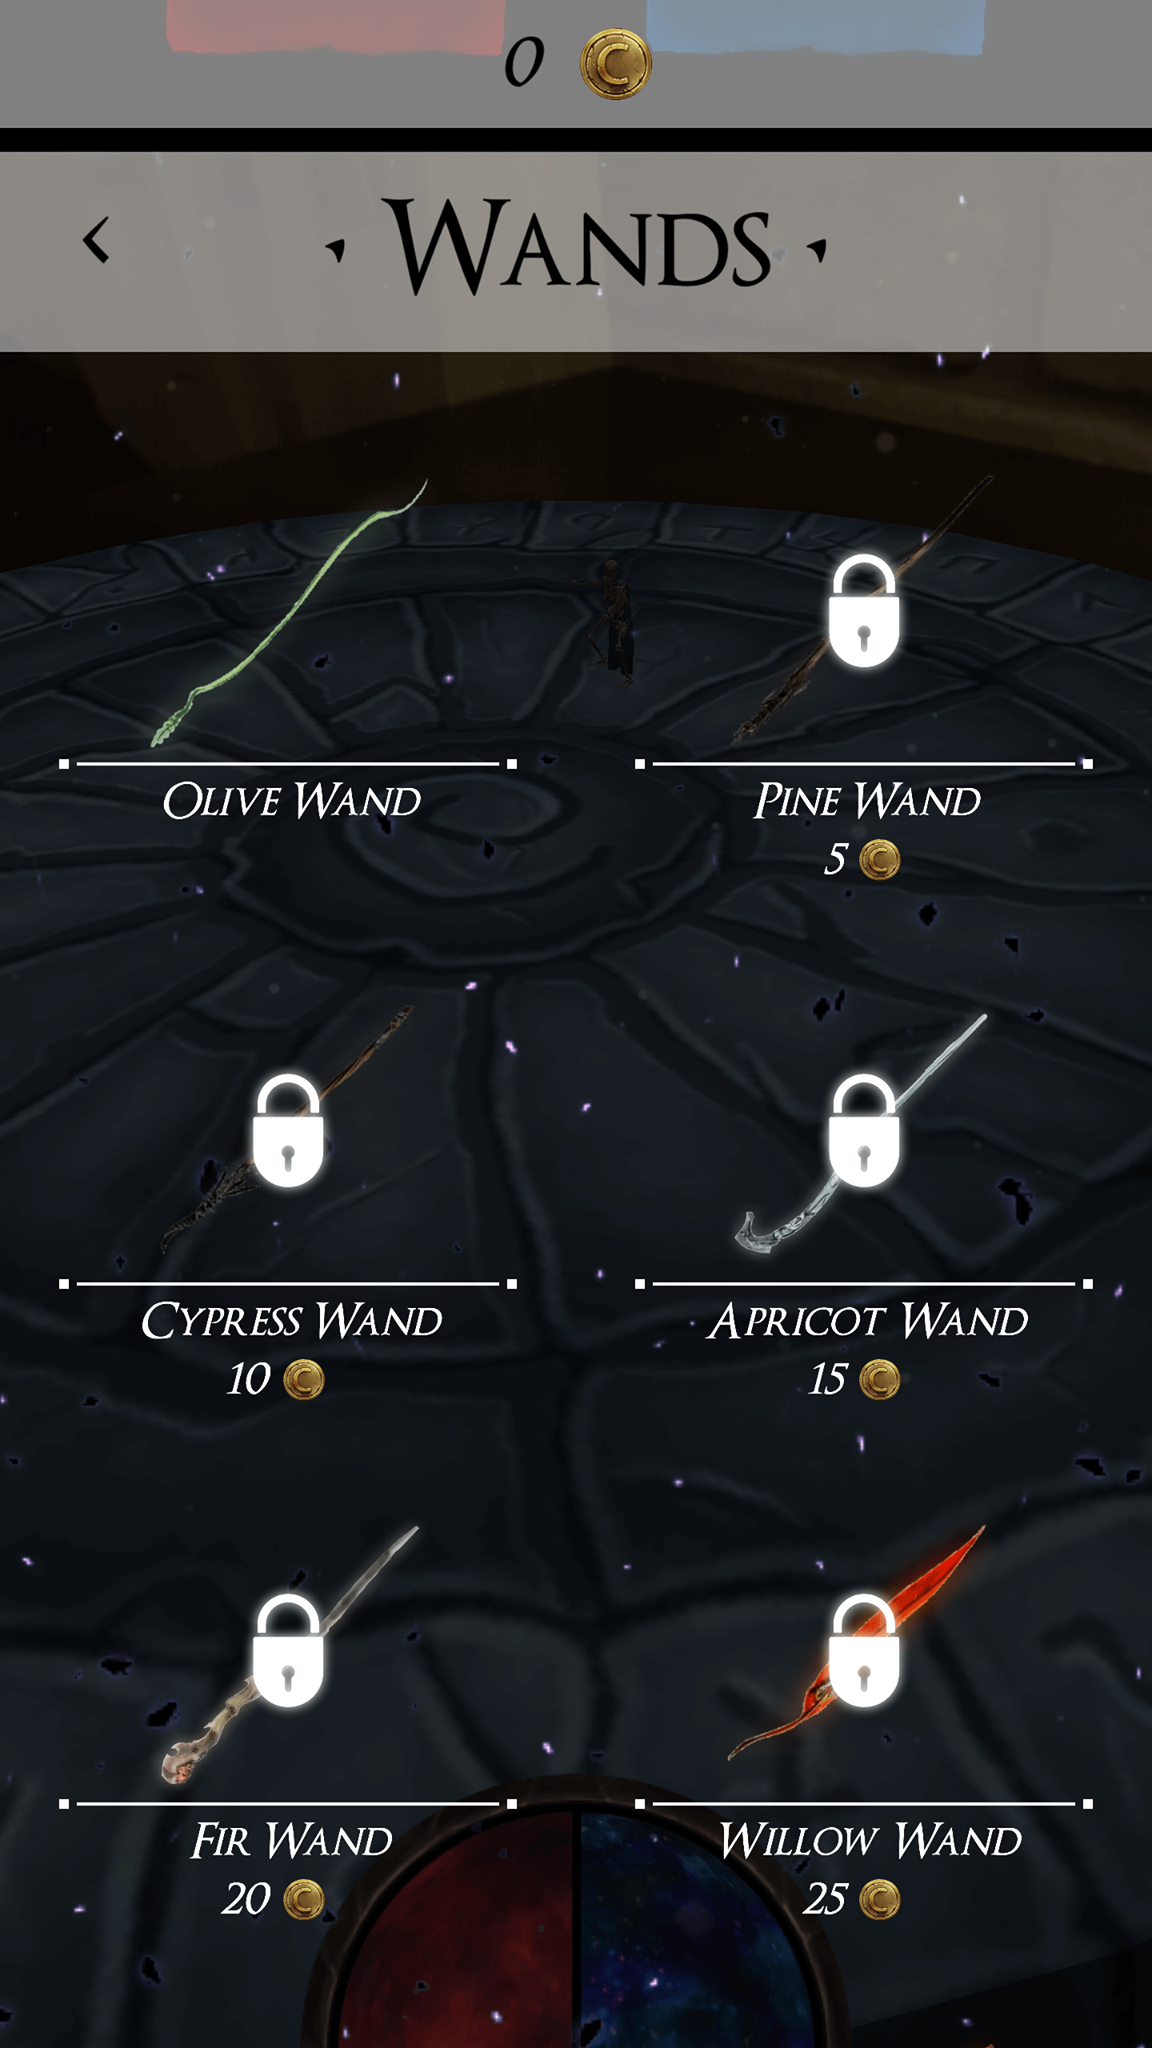 0
WANDS
OLIVE WAND
PINE WAND
5
CYPRESS WAND
APRICOT WAND
10
15
FIR WAND
WILLOW WAND
20
25